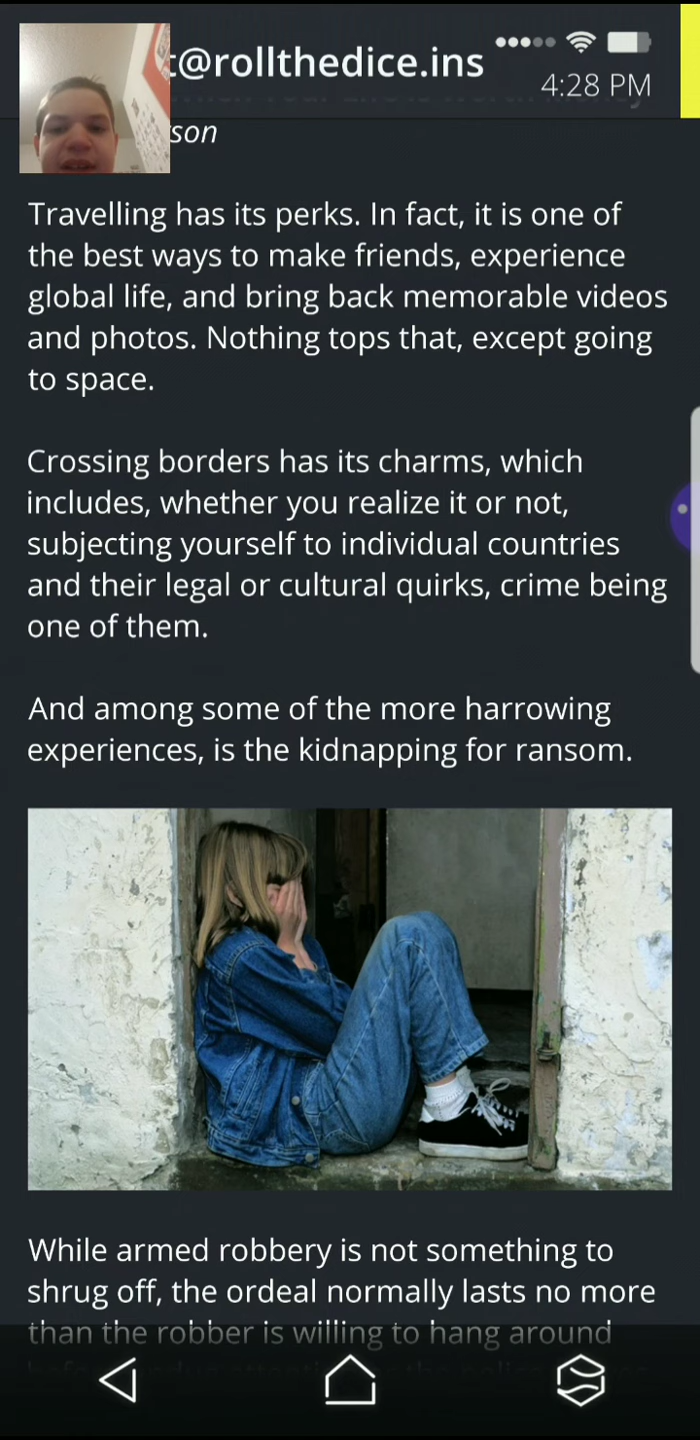 t@rollthedice.ins
4:28 PM
son
Travelling has its perks. In fact, it is one of
the best ways to make friends, experience
global life, and bring back memorable videos
and photos. Nothing tops that, except going
to space.
Crossing borders has its charms, which
includes, whether you realize it or not,
subjecting yourself to individual countries
and their legal or cultural quirks, crime being
one of them.
And among some of the more harrowing
experiences, is the kidnapping for ransom.
While armed robbery is not something to
shrug off, the ordeal normally lasts no more
than the robber is willing to hang around